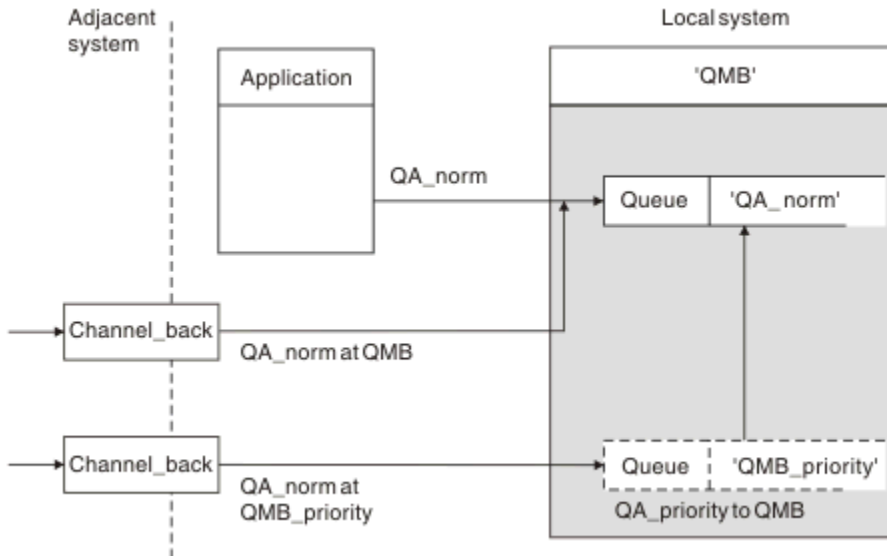 Adjacent
system
Local system
Application
'QMB'
QA_norm
Queue
'QA_norm'
Channel_back
QA_norm at QMB
Channel_back
QA_norm at
QMB_priority
Queue
'QMB_priority'
QA_priority to QMB